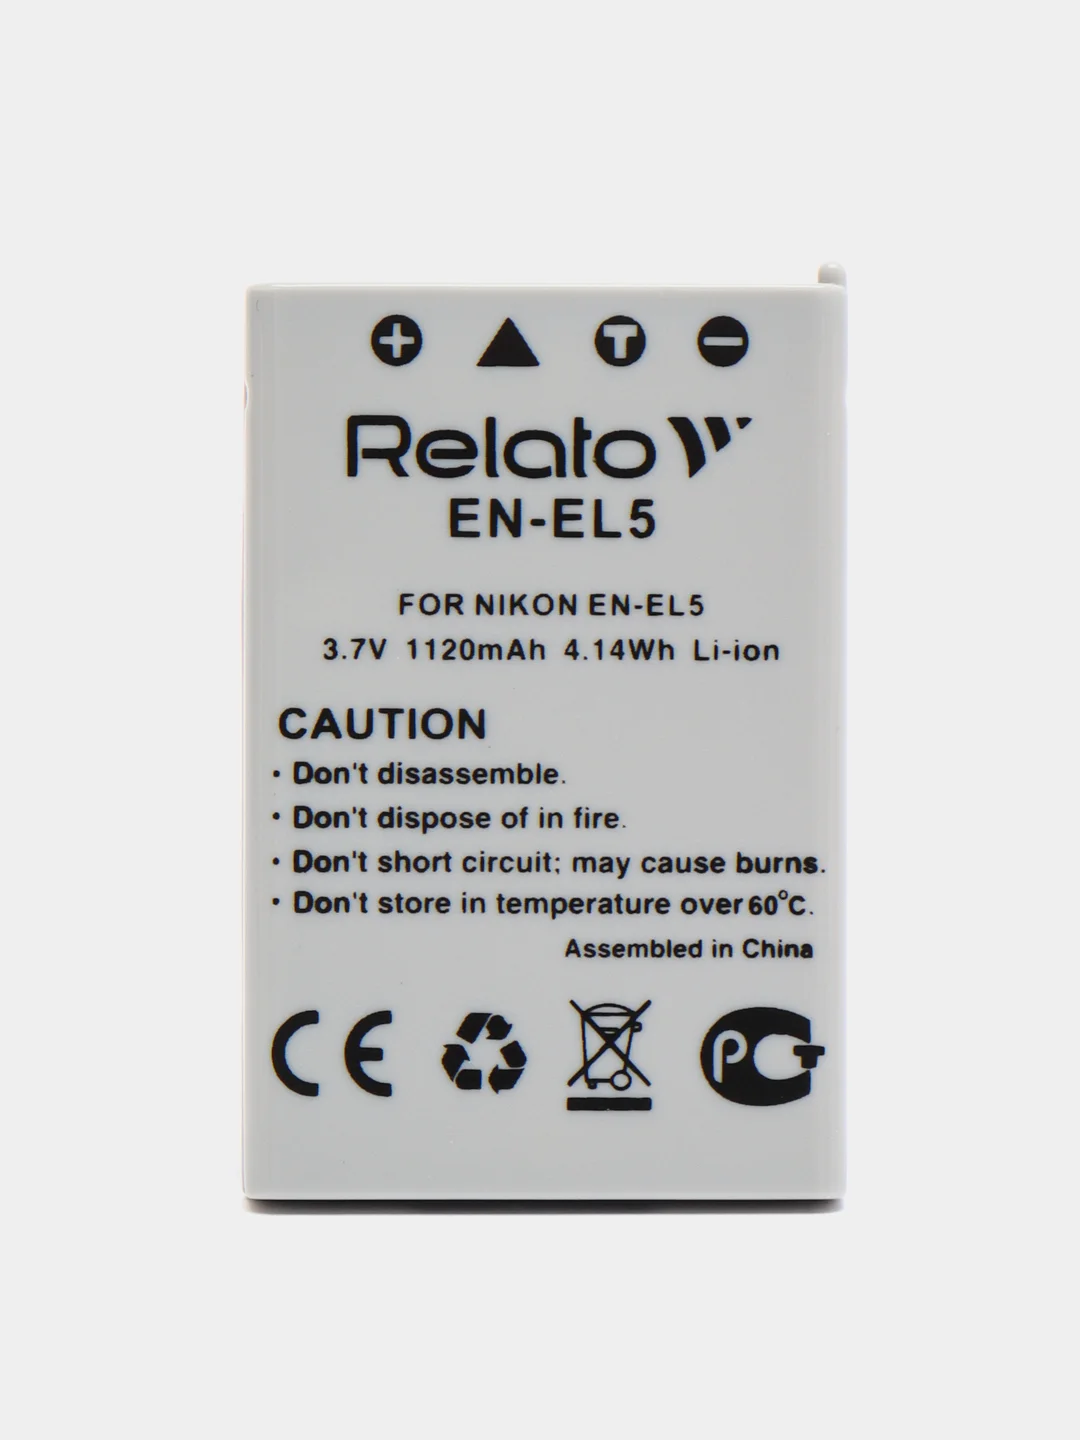 Relato
EN-EL5
FOR NIKON EN-EL5
3.7V 1120mAh 4.14Wh Li-ion
CAUTION
· Don't disassemble.
· Don't dispose of in fire.
· Don't short circuit; may cause burns.
· Don't store in temperature over 60°C.
Assembled in China